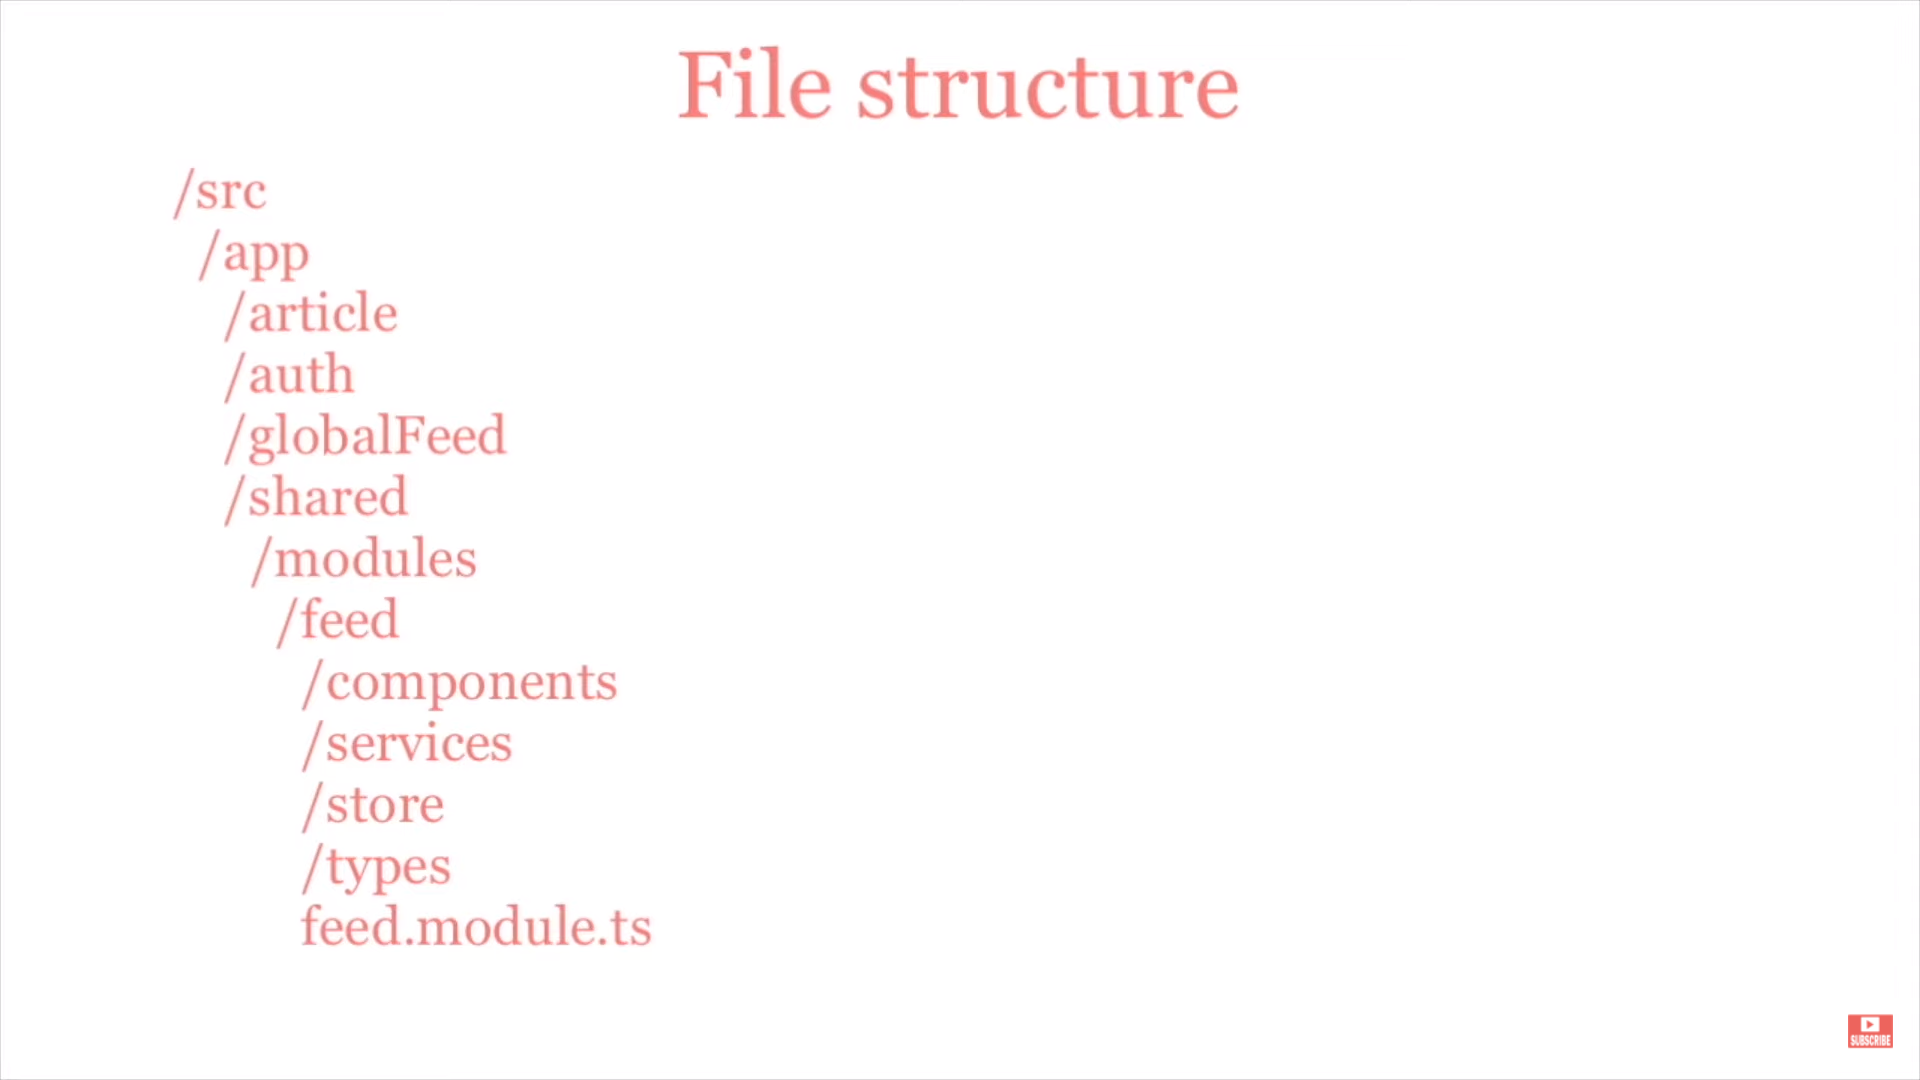 File structure
/src
/app
/article
/auth
/globalFeed
/shared
/modules
/feed
/components
/services
/store
/types
feed.module.ts
SUBSCRIBE